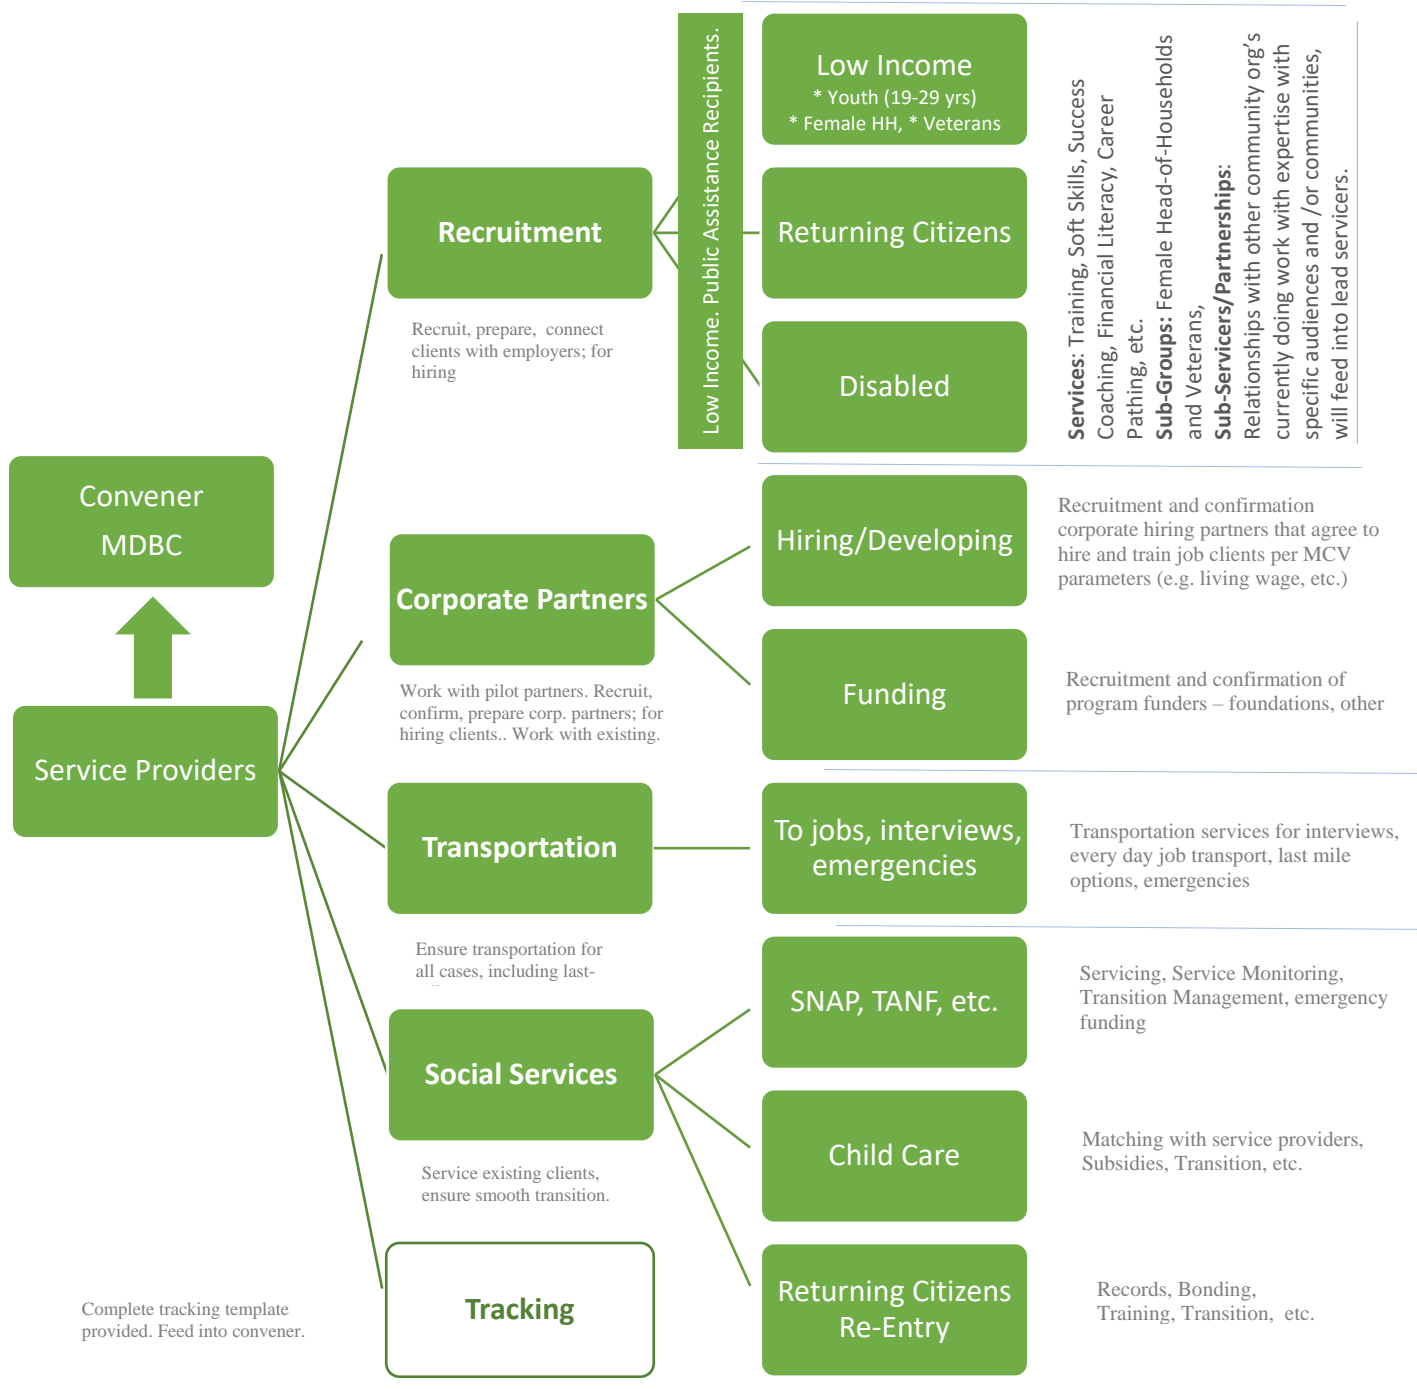 Convener
MDBC
Service Providers
Recruitment
Recruit, prepare, connect
clients with employers; for
hiring
Low Income. Public Assistance Recipients.
Low Income
* Youth (19-29 yrs)
* Female HH, * Veterans
Returning Citizens
Disabled
Services: Training, Soft Skills, Success
Coaching, Financial Literacy, Career
Pathing, etc.
Sub-Groups: Female Head-of-Households
and Veterans,
Sub-Servicers/Partnerships:
Relationships with other community org's
currently doing work with expertise with
specific audiences and /or communities,
will feed into lead servicers.
Corporate Partners
Work with pilot partners. Recruit,
confirm, prepare corp. partners; for
hiring clients.. Work with existing.
Hiring/Developing
Recruitment and confirmation
corporate hiring partners that agree to
hire and train job clients per MCV
parameters (e.g. living wage, etc.)
Funding
Recruitment and confirmation of
program funders – foundations, other
Transportation
Ensure transportation for
all cases, including last-
To jobs, interviews,
emergencies
Transportation services for interviews,
every day job transport, last mile
options, emergencies
Social Services
Service existing clients,
ensure smooth transition.
SNAP, TANF, etc.
Servicing, Service Monitoring,
Transition Management, emergency
funding
Child Care
Matching with service providers,
Subsidies, Transition, etc.
Returning Citizens
Re-Entry
Records, Bonding,
Training, Transition, etc.
Tracking
Complete tracking template
provided. Feed into convener.